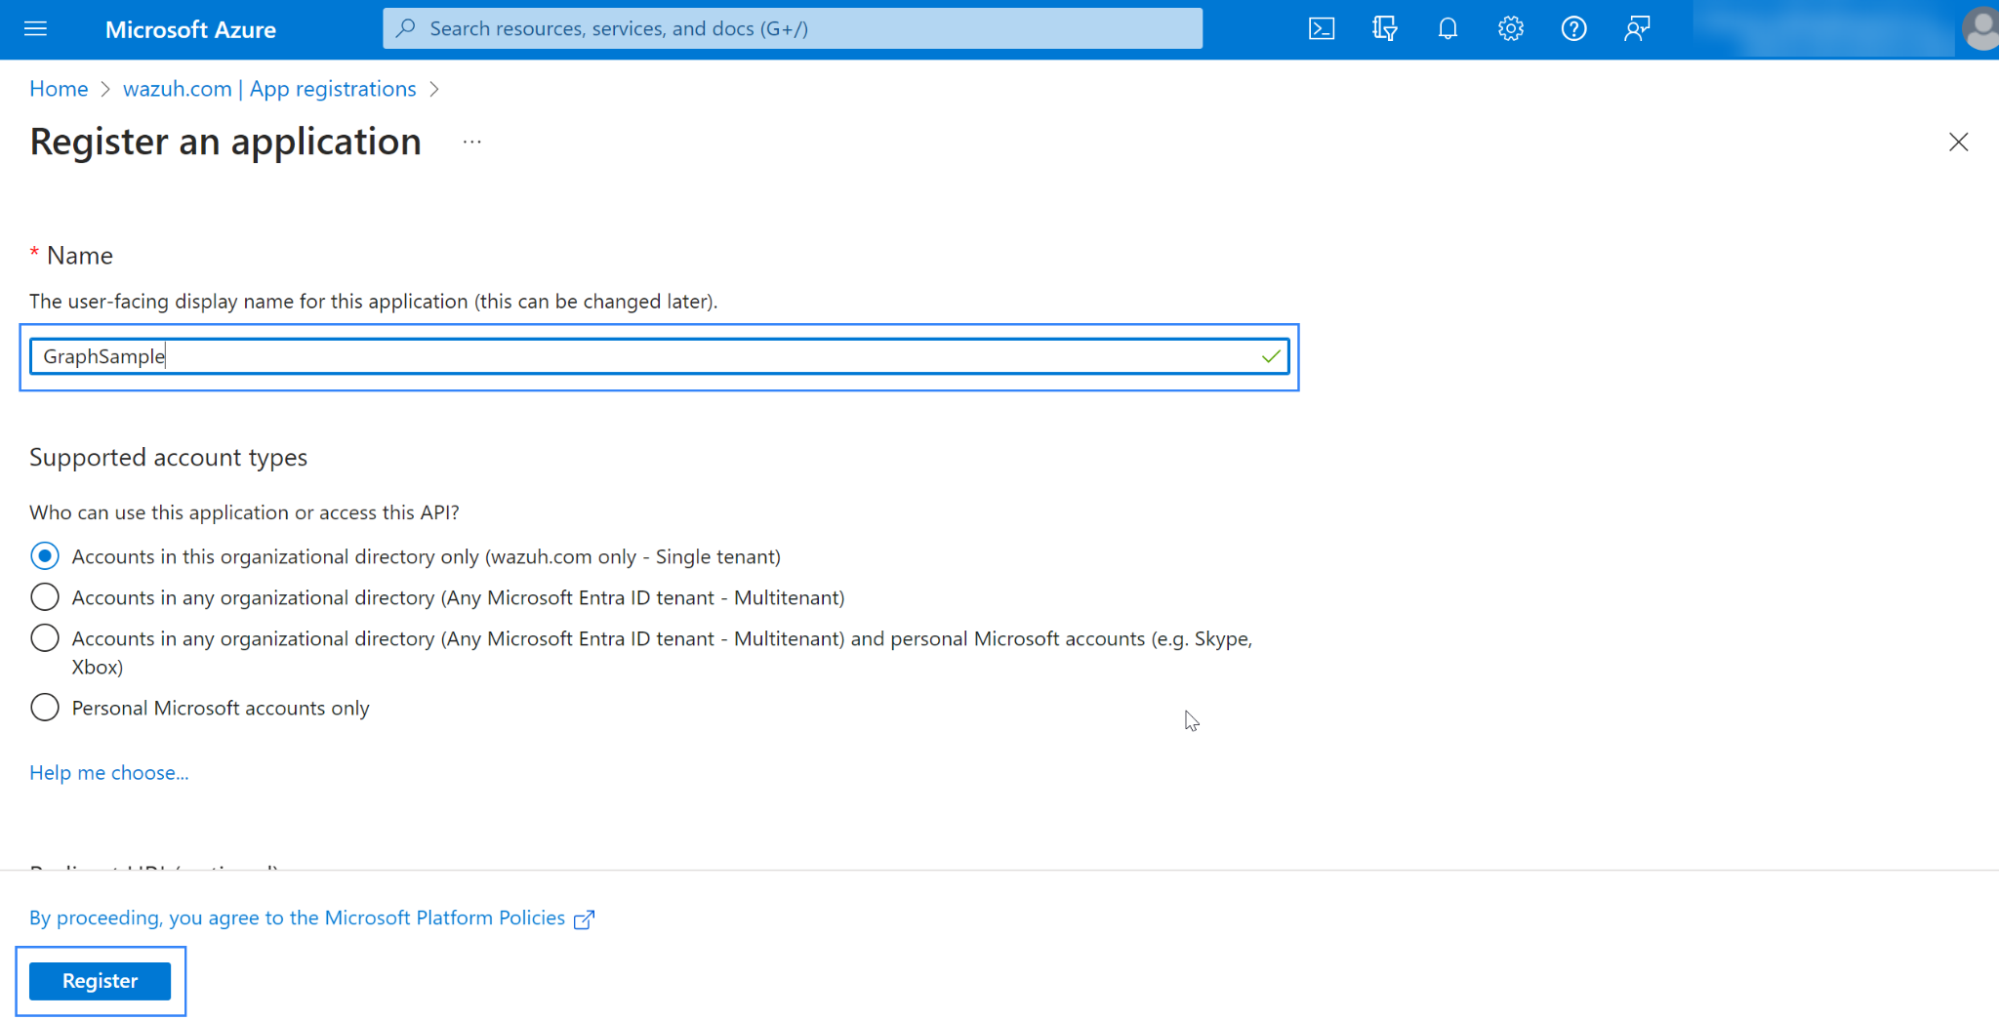 Microsoft Azure
Search resources, services, and docs (G+/)
Home > wazuh.com | App registrations >
Register an application ...
* Name
The user-facing display name for this application (this can be changed later).
GraphSample
Supported account types
Who can use this application or access this API?
Accounts in this organizational directory only (wazuh.com only - Single tenant)
Accounts in any organizational directory (Any Microsoft Entra ID tenant - Multitenant)
Accounts in any organizational directory (Any Microsoft Entra ID tenant - Multitenant) and personal Microsoft accounts (e.g. Skype,
Xbox)
Personal Microsoft accounts only
Help me choose...
Redirect URI (optional)
By proceeding, you agree to the Microsoft Platform Policies
Register